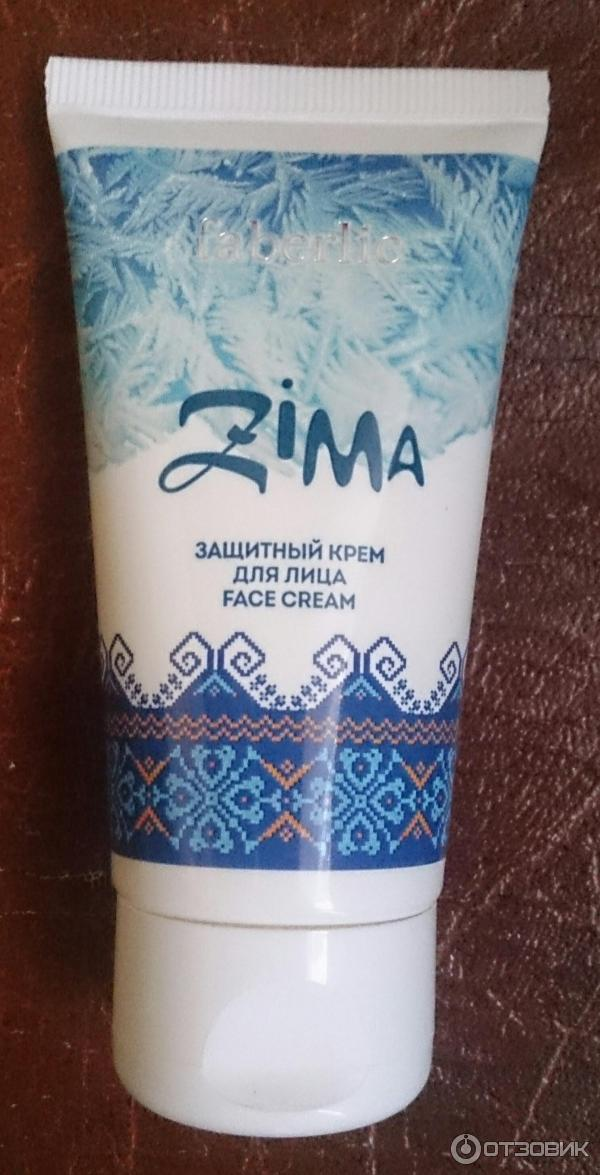 faberlic
ZIMA
ЗАЩИТНЫЙ КРЕМ
ДЛЯ ЛИЦА
FACE CREAM
ОТЗОВИК